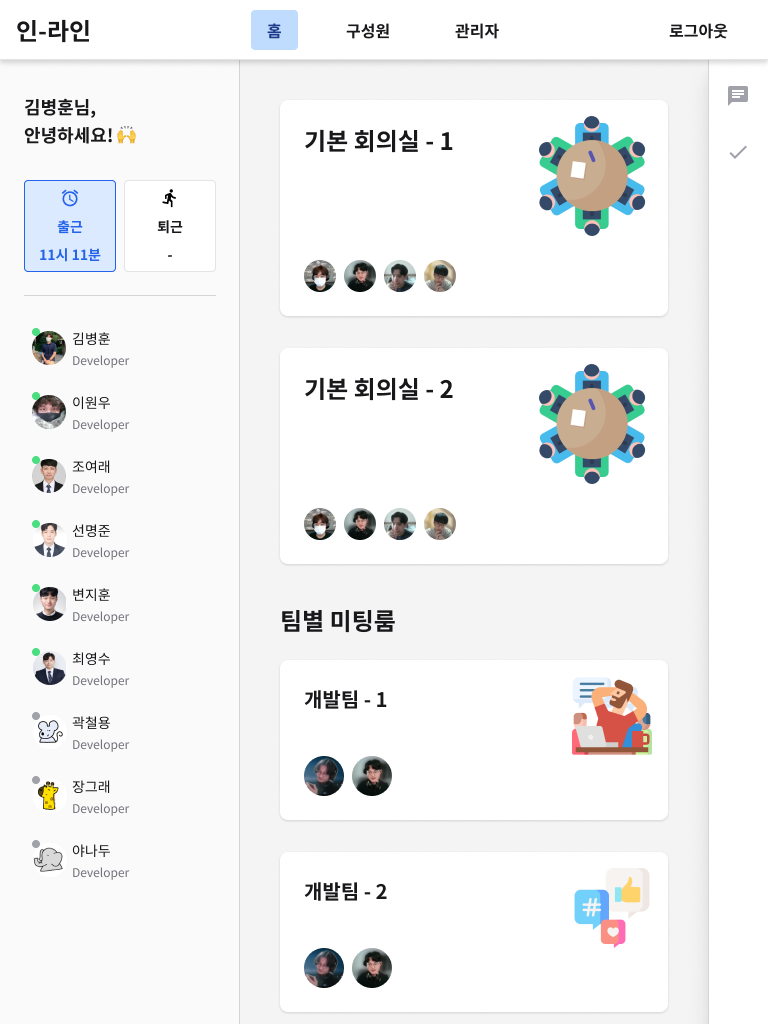 인-라인
홈
구성원
관리자
로그아웃
김병훈님,
안녕하세요! 🙌
출근
11시 11분
퇴근
-
김병훈
Developer
이원우
Developer
조여래
Developer
선명준
Developer
변지훈
Developer
최영수
Developer
곽철용
Developer
장그래
Developer
야나두
Developer
기본 회의실 - 1
기본 회의실 - 2
팀별 미팅룸
개발팀 - 1
개발팀 - 2
#